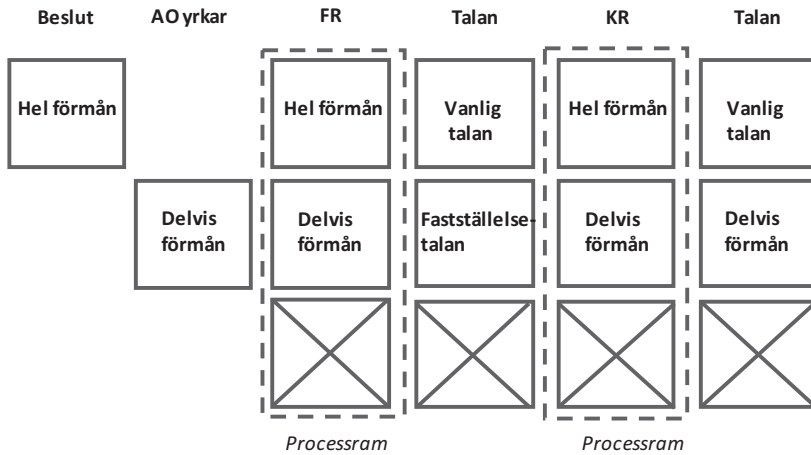 Beslut AO yrkar FR Talan KR Talan
Hel förmån Hel förmån Vanlig talan Hel förmån Vanlig talan
Delvis förmån Delvis förmån Fastställelse-talan Delvis förmån Delvis förmån
Processram Processram